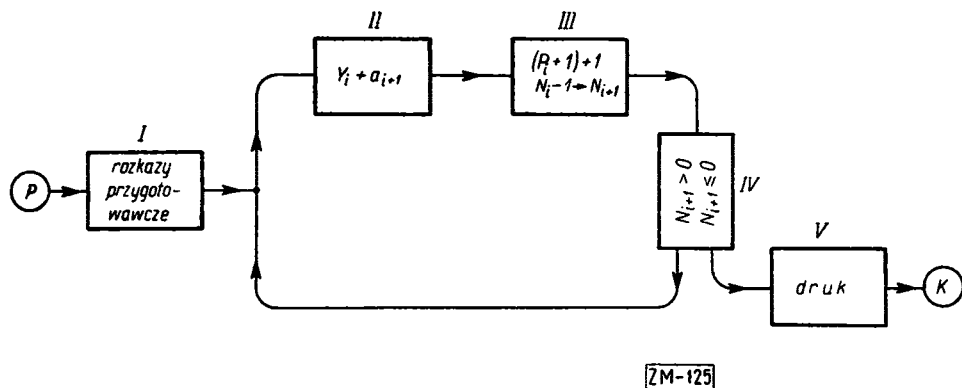 II
III
Y_i + a_{i+1}
(P_i + 1) + 1
N_i − 1 → N_{i+1}
I
P
rozkazy
przygoto-
wawcze
N_{i+1} > 0
N_{i+1} ≤ 0
IV
V
druk
K
ZM-125